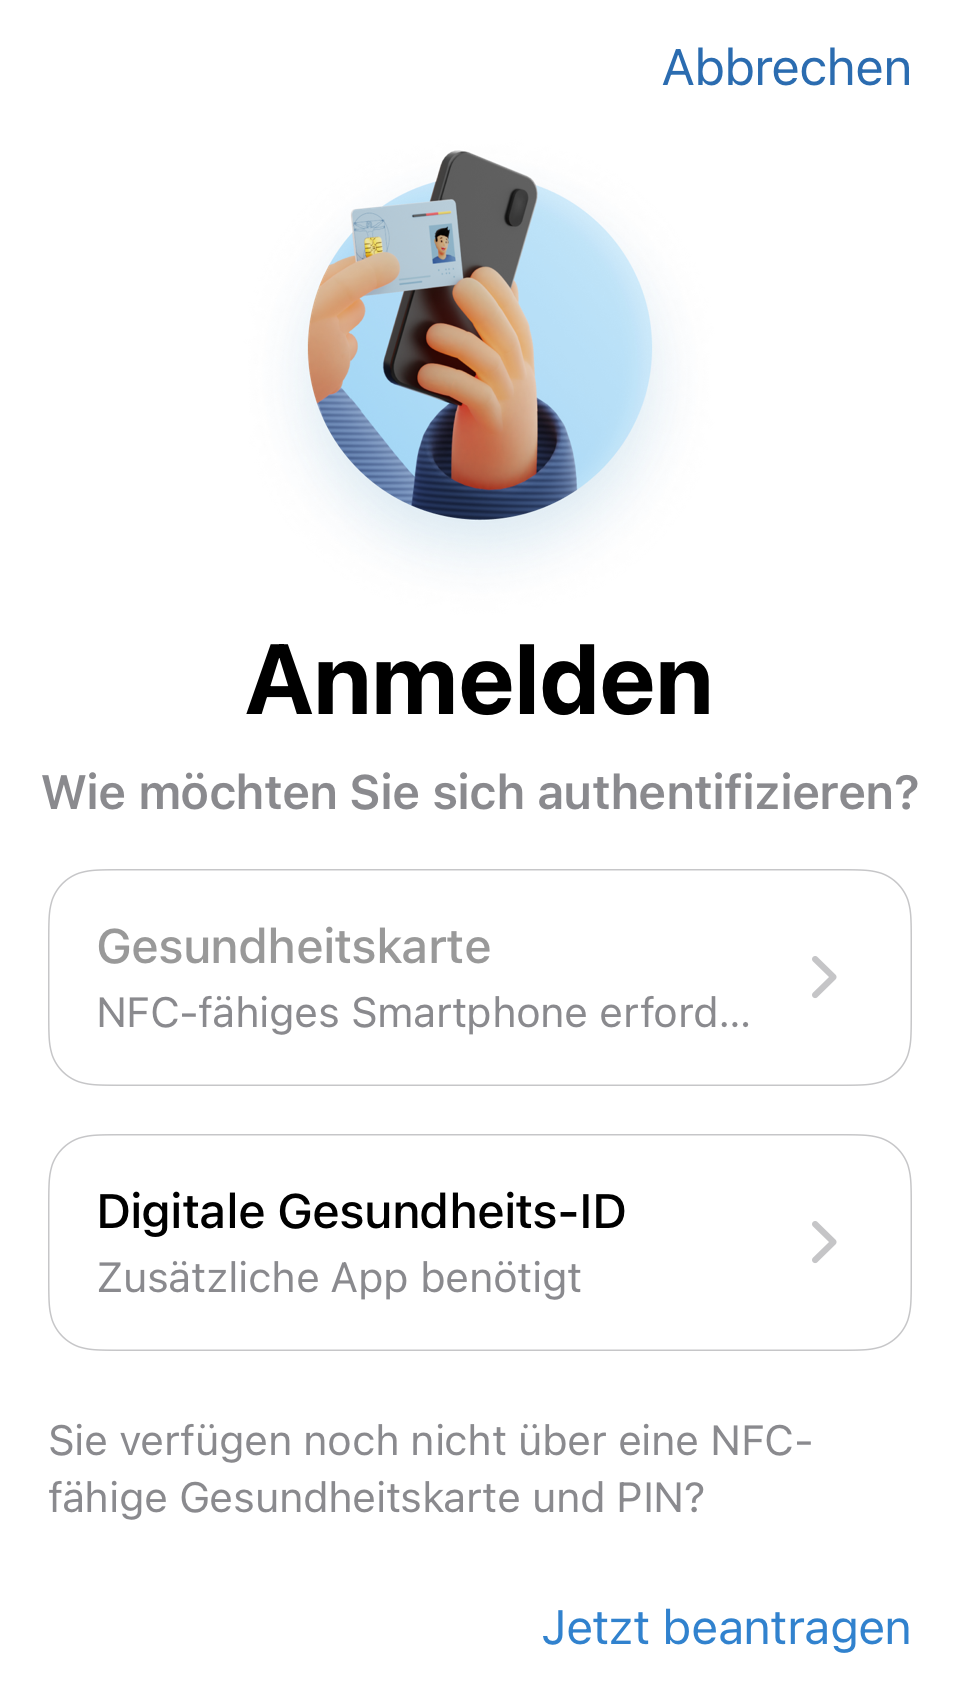 Abbrechen
Anmelden
Wie möchten Sie sich authentifizieren?
Gesundheitskarte
NFC-fähiges Smartphone erford...
Digitale Gesundheits-ID
Zusätzliche App benötigt
Sie verfügen noch nicht über eine NFC-
fähige Gesundheitskarte und PIN?
Jetzt beantragen